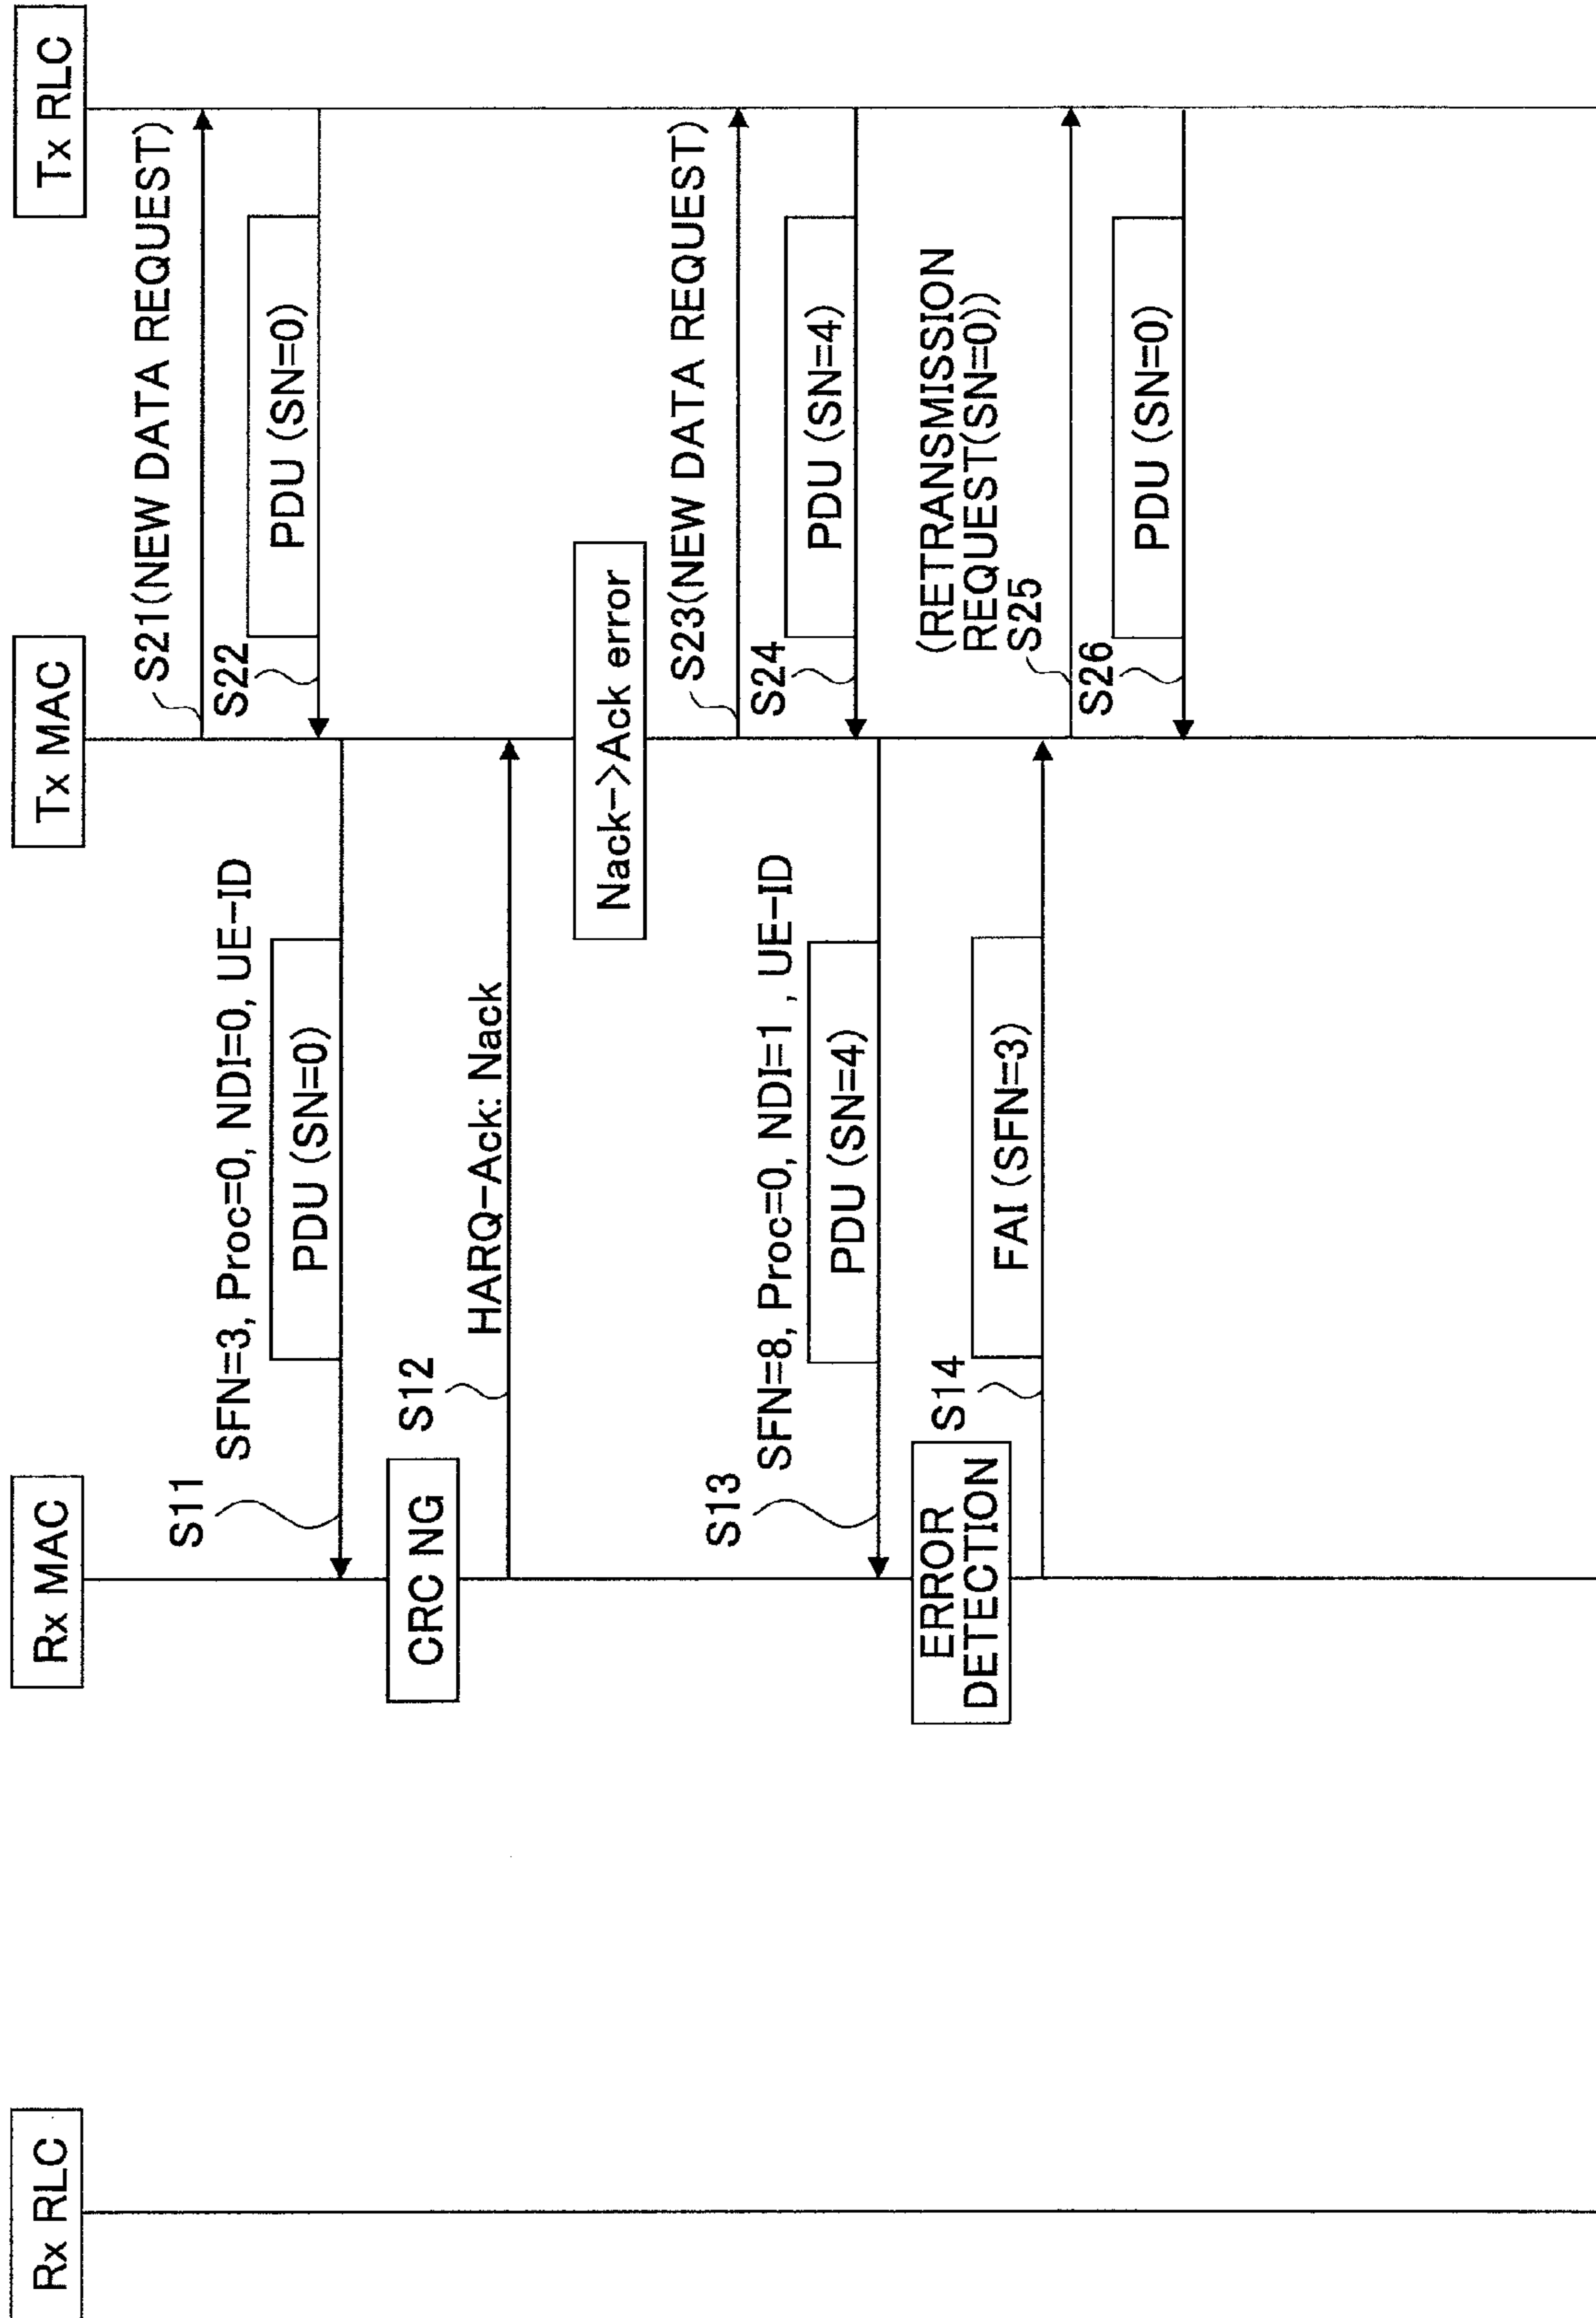 Rx RLC
Rx MAC
Tx MAC
Tx RLC
S21(NEW DATA REQUEST)
S22
PDU (SN=0)
S11
SFN=3, Proc=0, NDI=0, UE-ID
PDU (SN=0)
CRC NG
S12
HARQ-Ack: Nack
Nack->Ack error
S23(NEW DATA REQUEST)
S24
PDU (SN=4)
S13
SFN=8, Proc=0, NDI=1 , UE-ID
PDU (SN=4)
ERROR
DETECTION
S14
FAI (SFN=3)
(RETRANSMISSION
REQUEST(SN=0))
S25
S26
PDU (SN=0)